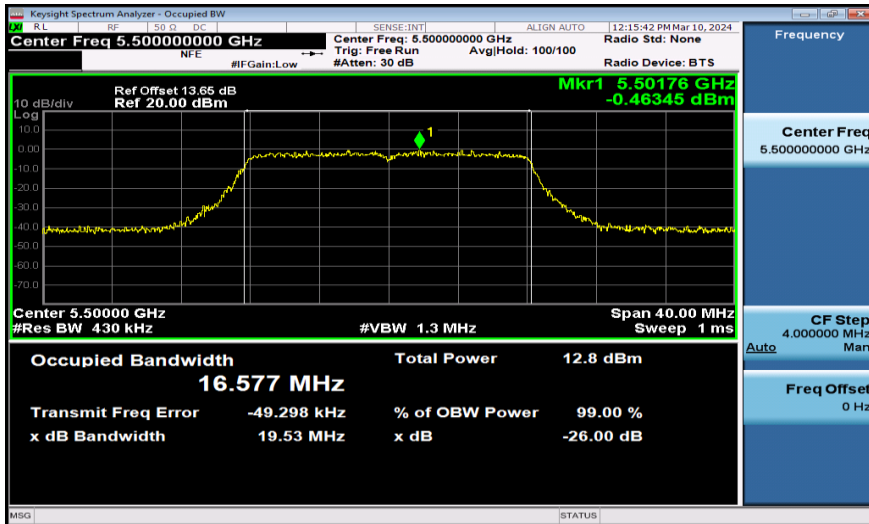 Keysight Spectrum Analyzer - Occupied BW
LXI RL RF 50 Ω DC SENSE:INT ALIGN AUTO 12:15:42 PM Mar 10, 2024
Center Freq 5.500000000 GHz
NFE
#IFGain:Low
Center Freq: 5.500000000 GHz
Trig: Free Run Avg|Hold: 100/100
#Atten: 30 dB
Radio Std: None
Radio Device: BTS
Ref Offset 13.65 dB
10 dB/div Ref 20.00 dBm
Log
Mkr1 5.50176 GHz
-0.46345 dBm
1
10.0
0.00
-10.0
-20.0
-30.0
-40.0
-50.0
-60.0
-70.0
Center 5.50000 GHz Span 40.00 MHz
#Res BW 430 kHz #VBW 1.3 MHz Sweep 1 ms
Occupied Bandwidth Total Power 12.8 dBm
16.577 MHz
Transmit Freq Error -49.298 kHz % of OBW Power 99.00 %
x dB Bandwidth 19.53 MHz x dB -26.00 dB
MSG STATUS
Frequency
Center Freq
5.500000000 GHz
CF Step
4.000000 MHz
Auto Man
Freq Offset
0 Hz